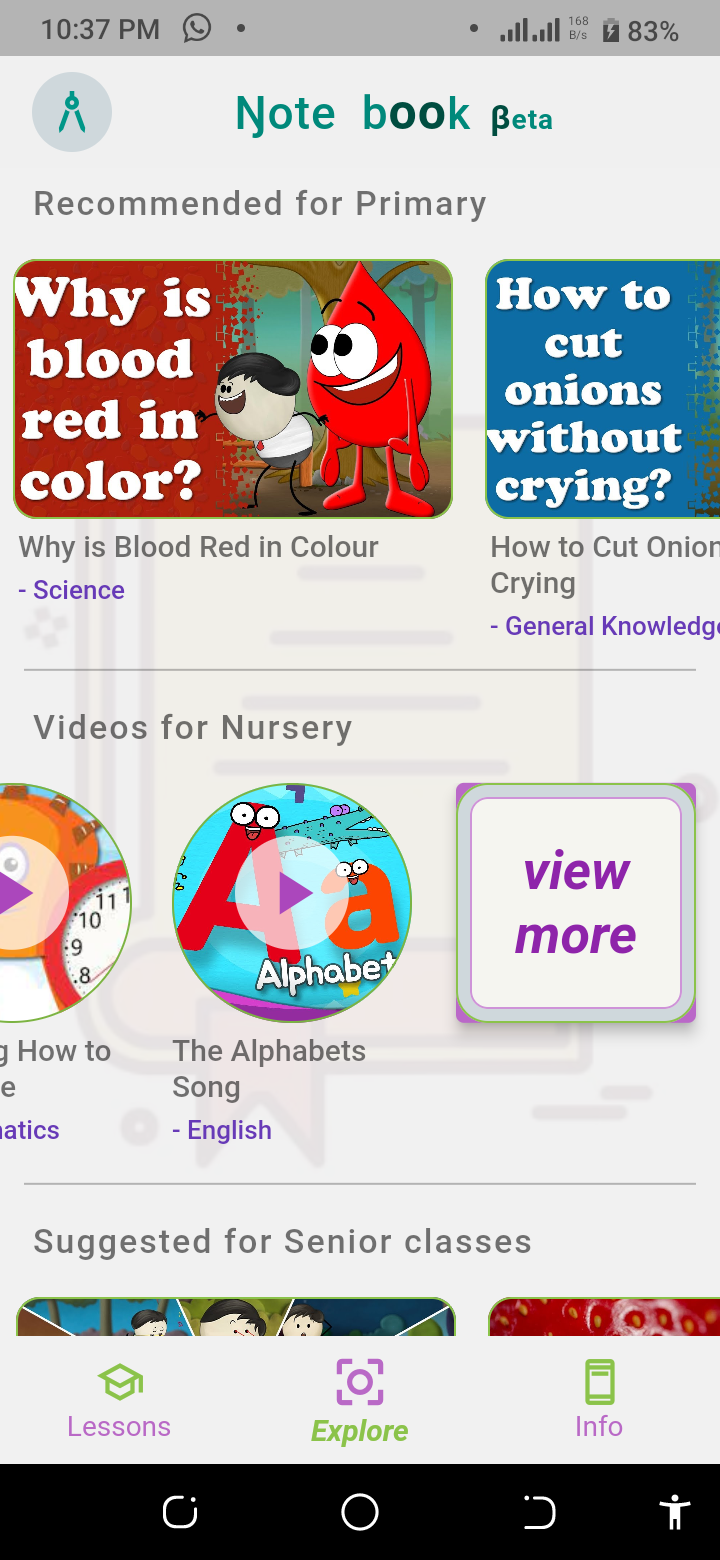 10:37 PM
168
B/s
83%
Ŋote book βeta
Recommended for Primary
Why is
blood
red in
color?
How to
cut
onions
without
crying?
Why is Blood Red in Colour
- Science
How to Cut Onion
Crying
- General Knowledge
Videos for Nursery
11 1
10
9
.8
A a
Alphabet
view
more
g How to
e
The Alphabets
Song
natics
- English
Suggested for Senior classes
Lessons
Explore
Info